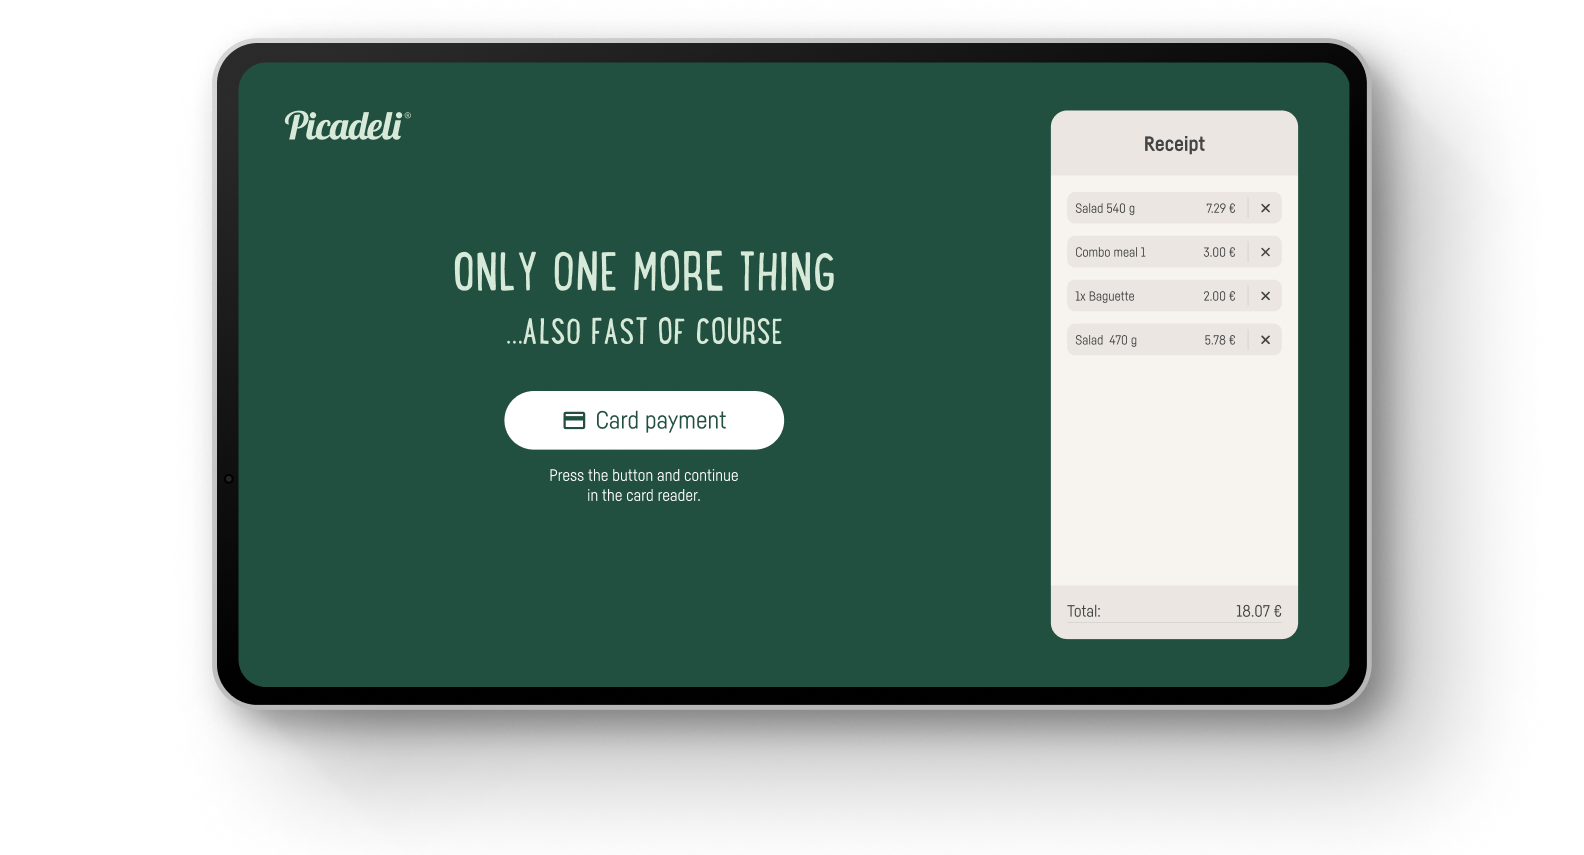 Picadeli®
ONLY ONE MORE THING
...ALSO FAST OF COURSE
Card payment
Press the button and continue
in the card reader.
Receipt
Salad 540 g 7.29 € ×
Combo meal 1 3.00 € ×
1x Baguette 2.00 € ×
Salad 470 g 5.78 € ×
Total: 18.07 €